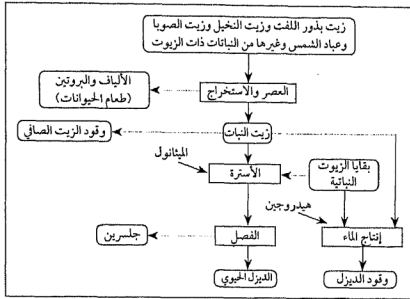 زيت بذور اللفت وزيت النخيل وزيت الصويا
وعباد الشمس وغيرها من النباتات ذات الزيوت
الألياف والبروتين
(طعام الحيوانات)
العصر والاستخراج
وقود الزيت الصافي
زيت النبات
الميثانول
الأسترة
بقايا الزيوت
النباتية
هيدروجين
جلسرين
الفصل
إنتاج الماء
الديزل الحيوي
وقود الديزل